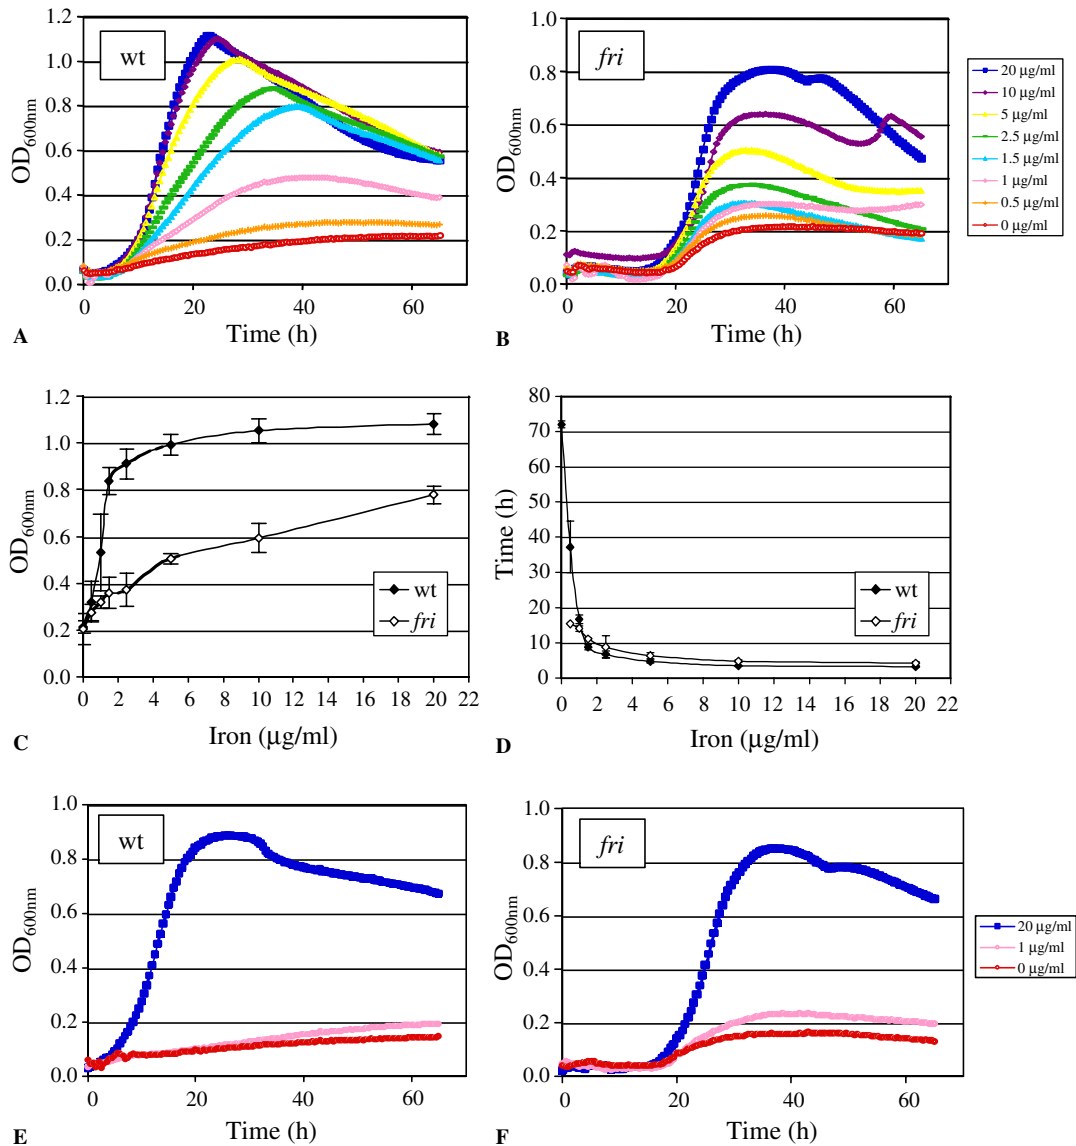 1.2
1.0
0.8
0.6
0.4
0.2
0.0
OD600nm
wt
0
20
40
60
Time (h)
A
1.0
0.8
0.6
0.4
0.2
0.0
OD600nm
fri
0
20
40
60
Time (h)
B
20 µg/ml
10 µg/ml
5 µg/ml
2.5 µg/ml
1.5 µg/ml
1 µg/ml
0.5 µg/ml
0 µg/ml
1.2
1.0
0.8
0.6
0.4
0.2
0.0
OD600nm
wt
fri
0 2 4 6 8 10 12 14 16 18 20 22
Iron (µg/ml)
C
80
70
60
50
40
30
20
10
0
Time (h)
wt
fri
0 2 4 6 8 10 12 14 16 18 20 22
Iron (µg/ml)
D
1.0
0.8
0.6
0.4
0.2
0.0
OD600nm
wt
0
20
40
60
Time (h)
E
1.0
0.8
0.6
0.4
0.2
0.0
OD600nm
fri
0
20
40
60
Time (h)
F
20 µg/ml
1 µg/ml
0 µg/ml